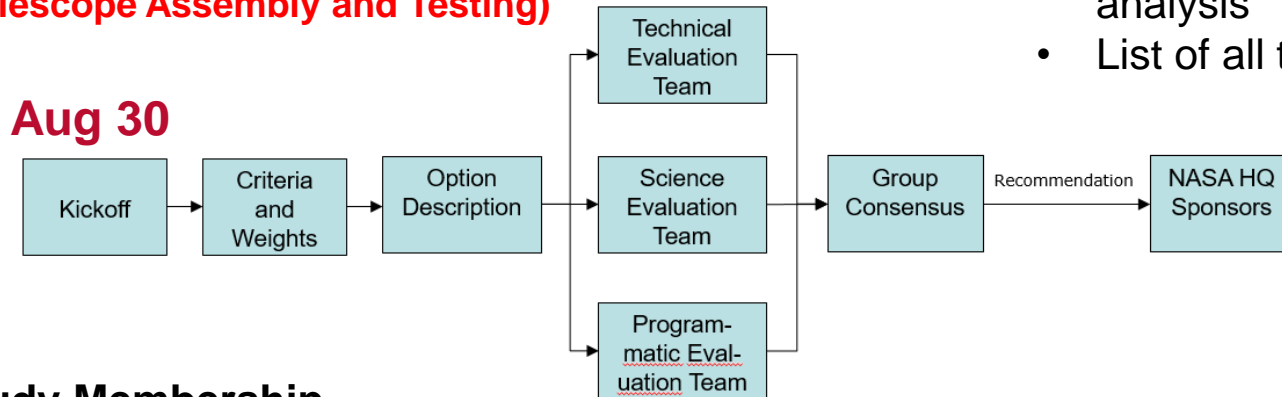 lescope Assembly and Testing)
analysis
• List of all t
Aug 30
Kickoff
Criteria
and
Weights
Option
Description
Technical
Evaluation
Team
Science
Evaluation
Team
Program-
matic Eval-
uation Team
Group
Consensus
Recommendation
NASA HQ
Sponsors
udy Membership